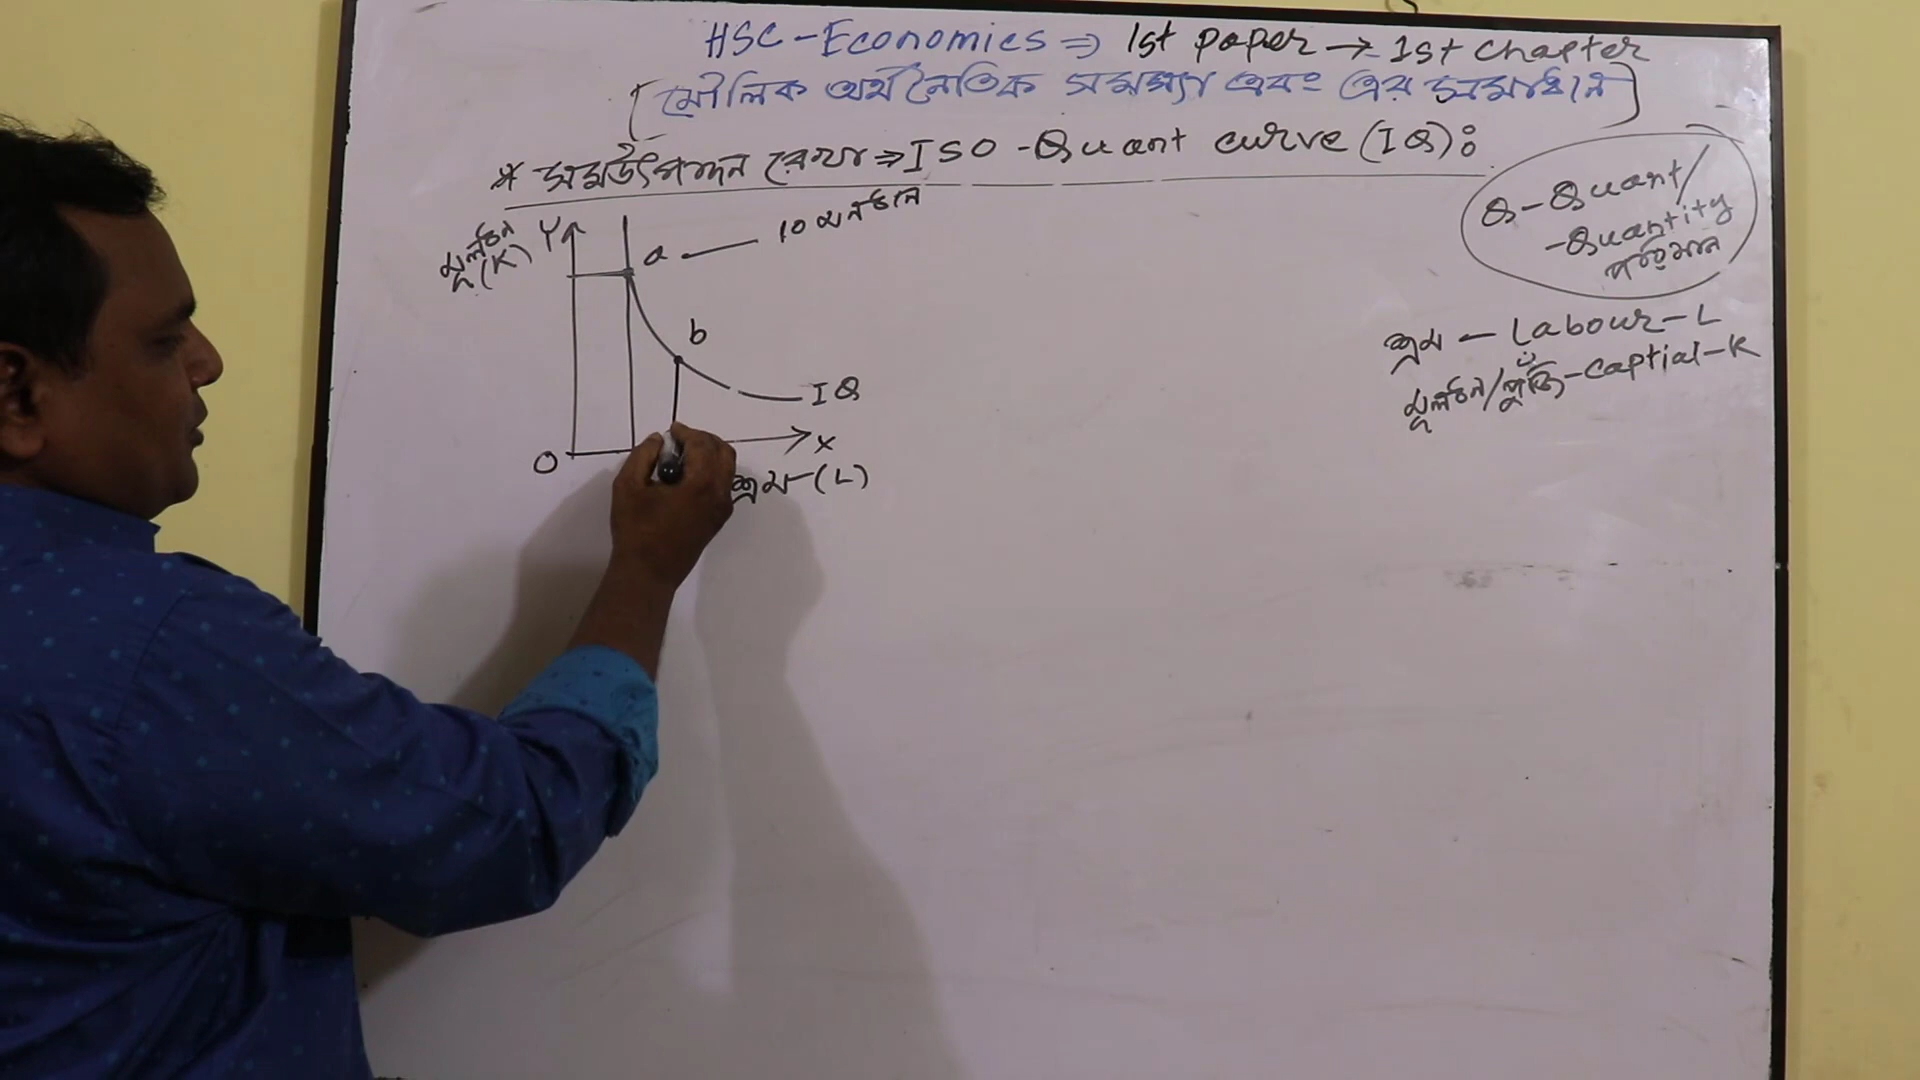 HSC-Economics ⇒ 1st paper → 1st chapter
(মৌলিক অর্থনৈতিক সমস্যা এবং এর সমাধান)
* সমউৎপাদন রেখা ⇒ ISO-Quant curve (IQ):
Q-Quant/
-Quantity
পরিমান
মূলধন
(K)
Y
a — 10 মন ধান
b
IQ
O
X
শ্রম-(L)
শ্রম - Labour-L
মূলধন/পুঁজি-Captial-K